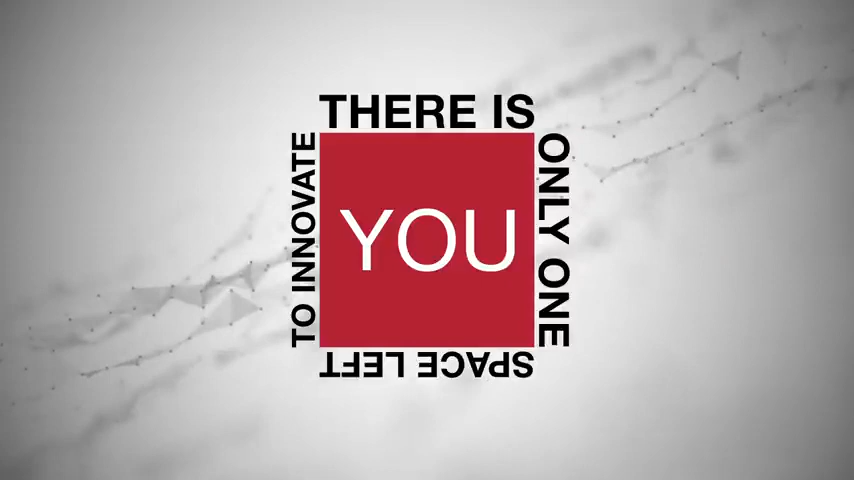 THERE IS
ONLY ONE
SPACE LEFT
TO INNOVATE
YOU